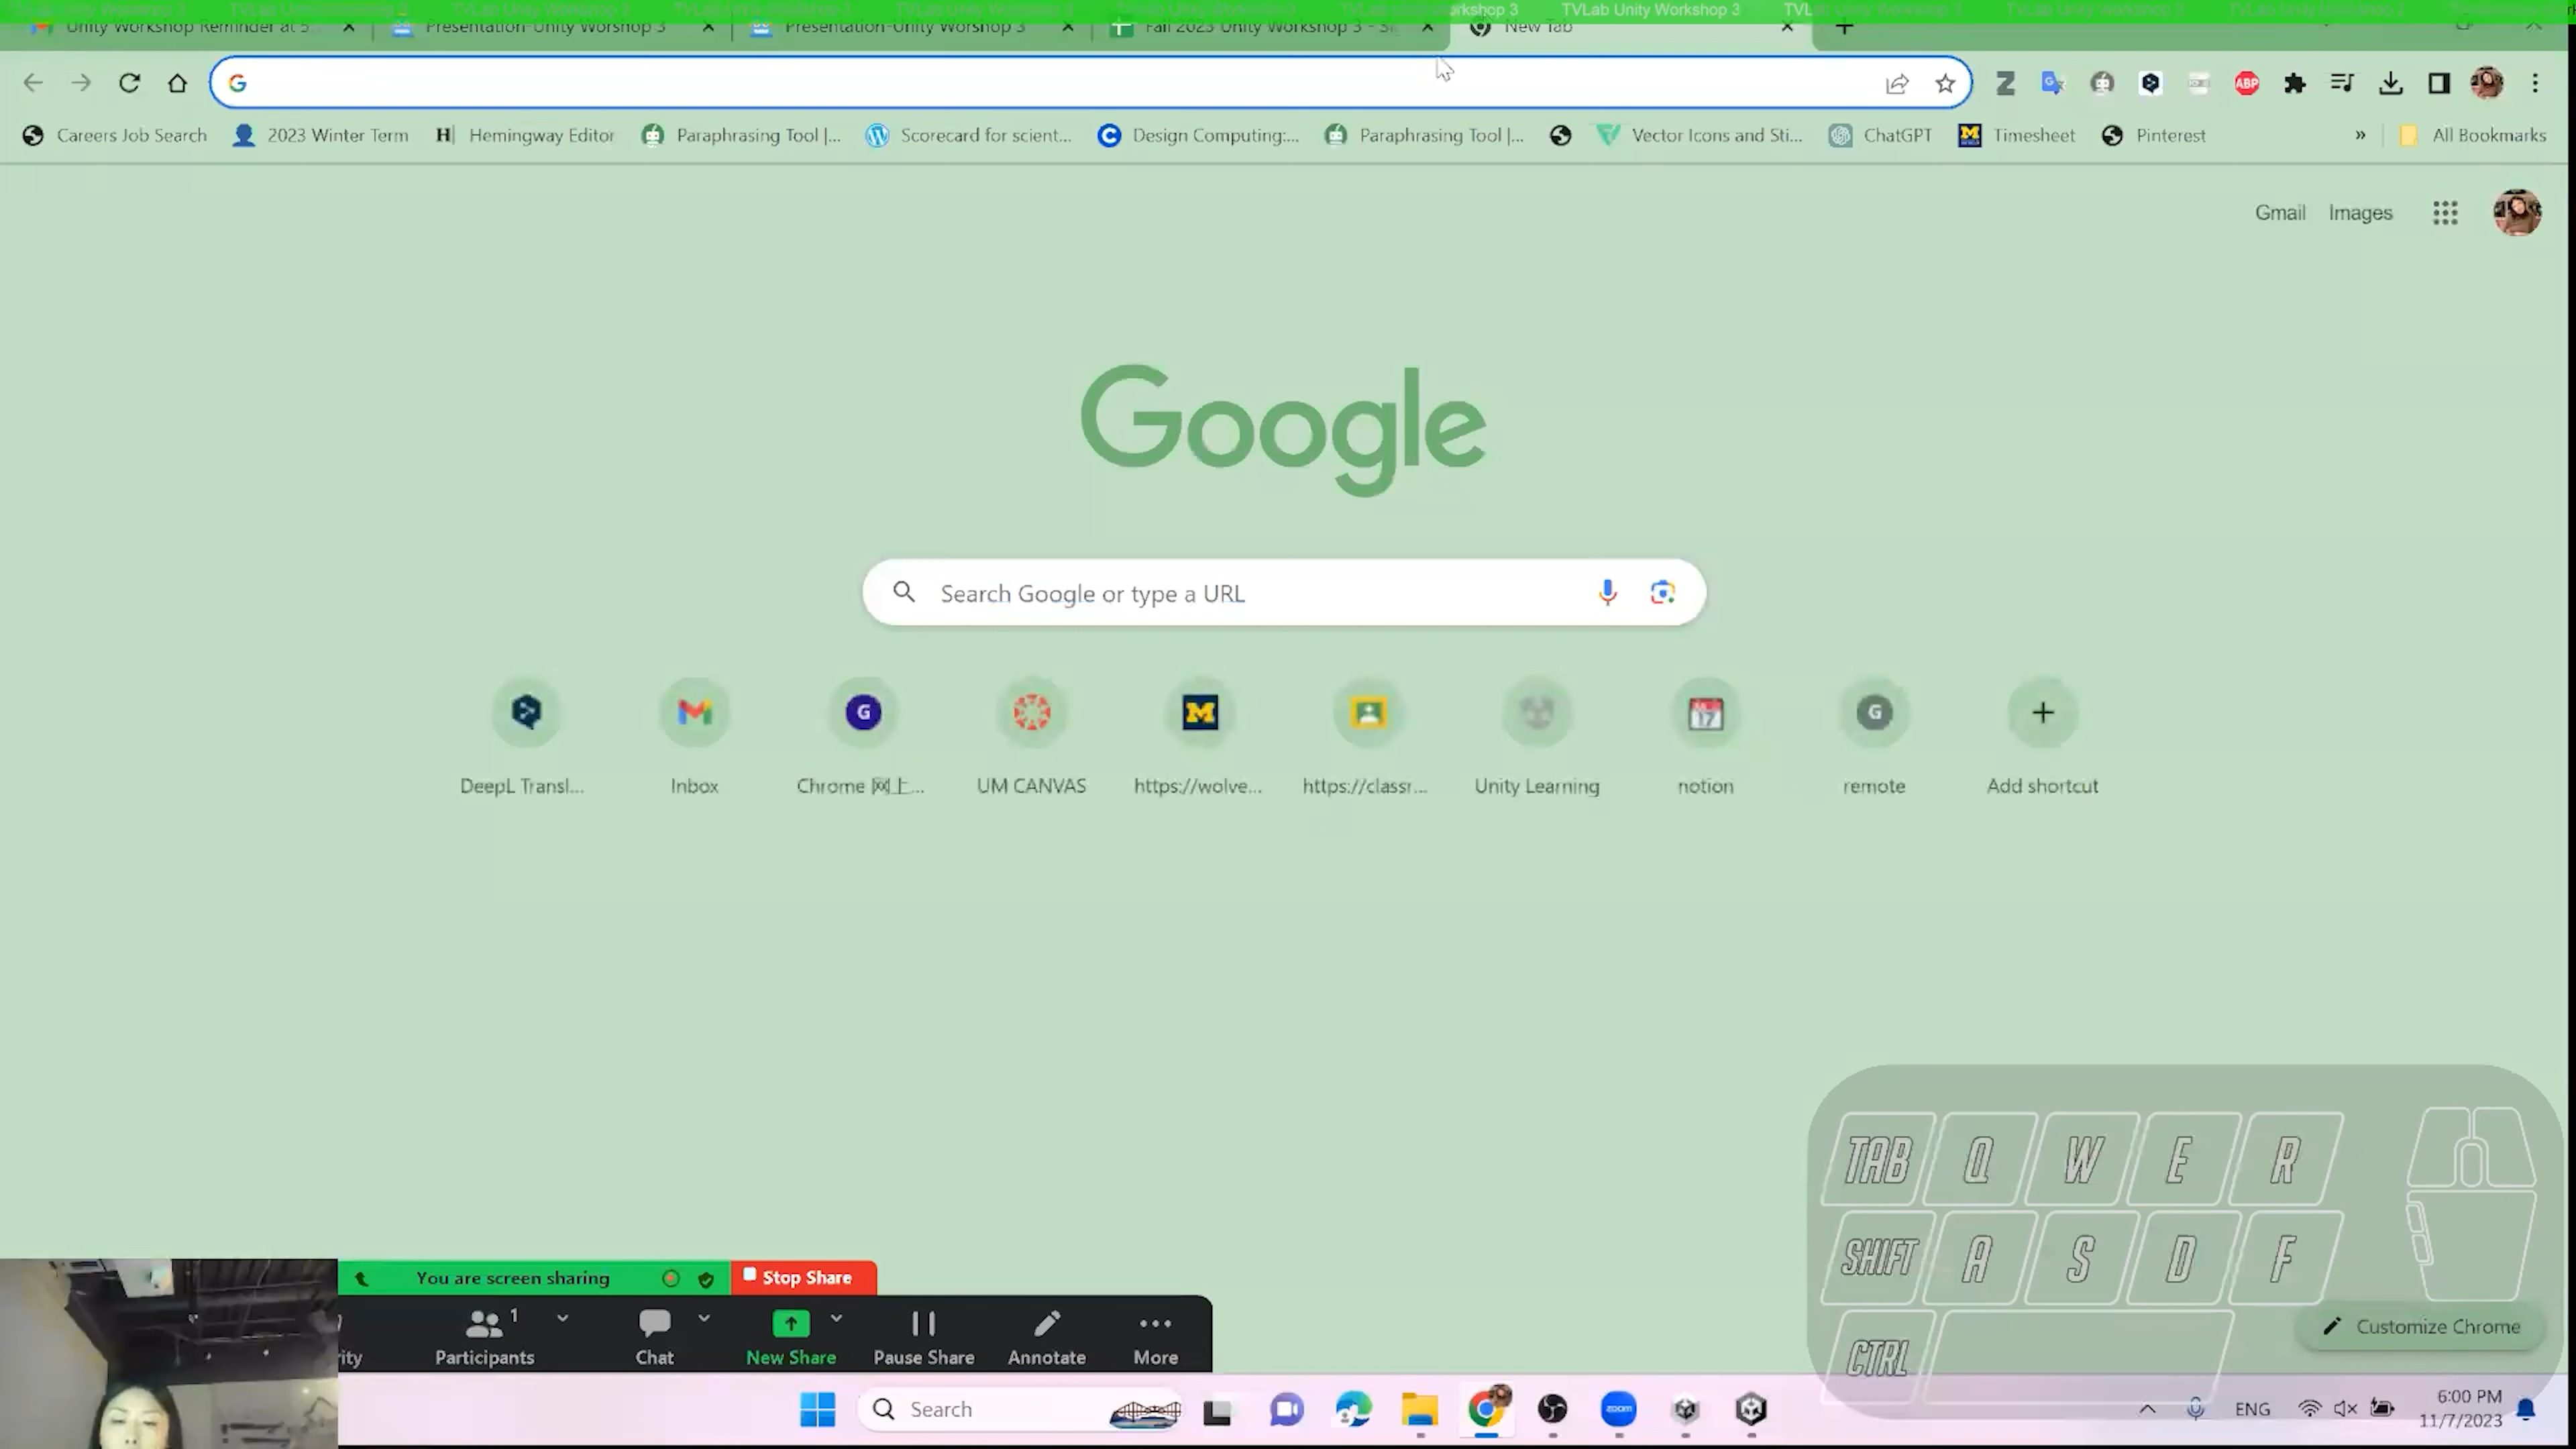 TVLab Unity Workshop 3
Unity Workshop Reminder at 5...
Presentation-Unity Worshop 3
Presentation-Unity Worshop 3
Fall 2023 Unity Workshop 3 -
New Tab
Careers Job Search
2023 Winter Term
Hemingway Editor
Paraphrasing Tool |...
Scorecard for scient...
Design Computing:...
Paraphrasing Tool |...
Vector Icons and Sti...
ChatGPT
Timesheet
Pinterest
»
All Bookmarks
ABP
Gmail
Images
Google
Search Google or type a URL
DeepL Transl...
Inbox
Chrome 网上...
UM CANVAS
https://wolve...
https://classr...
Unity Learning
notion
remote
Add shortcut
TAB Q W E R
SHIFT A S D F
CTRL
Customize Chrome
You are screen sharing
Stop Share
ity
Participants 1
Chat
New Share
Pause Share
Annotate
More
Search
zoom
ENG
6:00 PM
11/7/2023